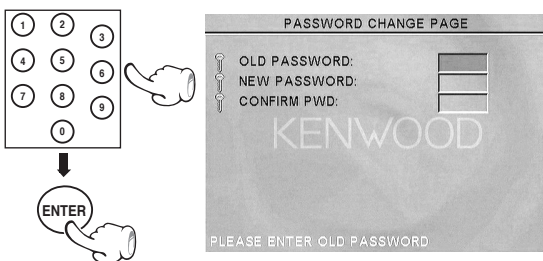 1 2 3
4 5 6
7 8 9
0
ENTER
PASSWORD CHANGE PAGE
OLD PASSWORD:
NEW PASSWORD:
CONFIRM PWD:
KENWOOD
PLEASE ENTER OLD PASSWORD